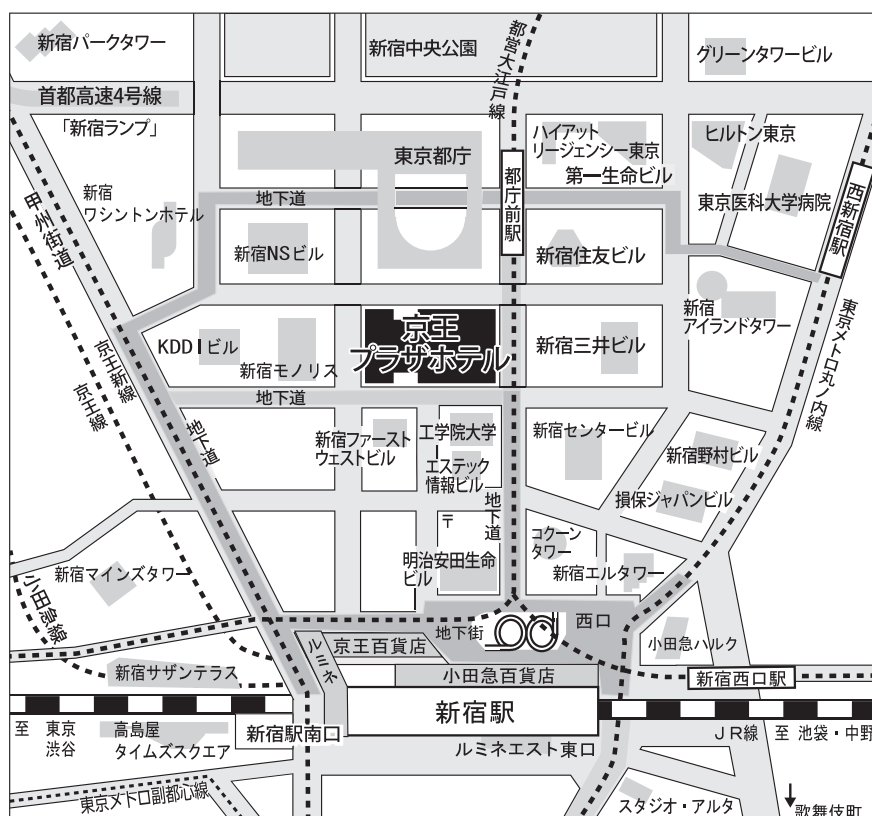 新宿パークタワー
新宿中央公園
都営大江戸線
グリーンタワービル
首都高速4号線
「新宿ランプ」
東京都庁
ハイアット
リージェンシー東京
ヒルトン東京
第一生命ビル
新宿
ワシントンホテル
地下道
都庁前駅
東京医科大学病院
西新宿駅
甲州街道
新宿NSビル
新宿住友ビル
新宿
アイランドタワー
東京メトロ丸ノ内線
京王新線
京王線
KDDIビル
新宿モノリス
京王
プラザホテル
新宿三井ビル
地下道
地下道
新宿ファースト
ウェストビル
工学院大学
エステック
情報ビル
新宿センタービル
新宿野村ビル
損保ジャパンビル
〒
地下道
コクーン
タワー
明治安田生命
ビル
新宿エルタワー
新宿マインズタワー
小田急線
地下街
西口
小田急ハルク
ルミネ
京王百貨店
新宿サザンテラス
小田急百貨店
新宿西口駅
新宿駅
至 東京
渋谷
高島屋
タイムズスクエア
新宿駅南口
ルミネエスト東口
JR線
至 池袋・中野
東京メトロ副都心線
スタジオ・アルタ
歌舞伎町